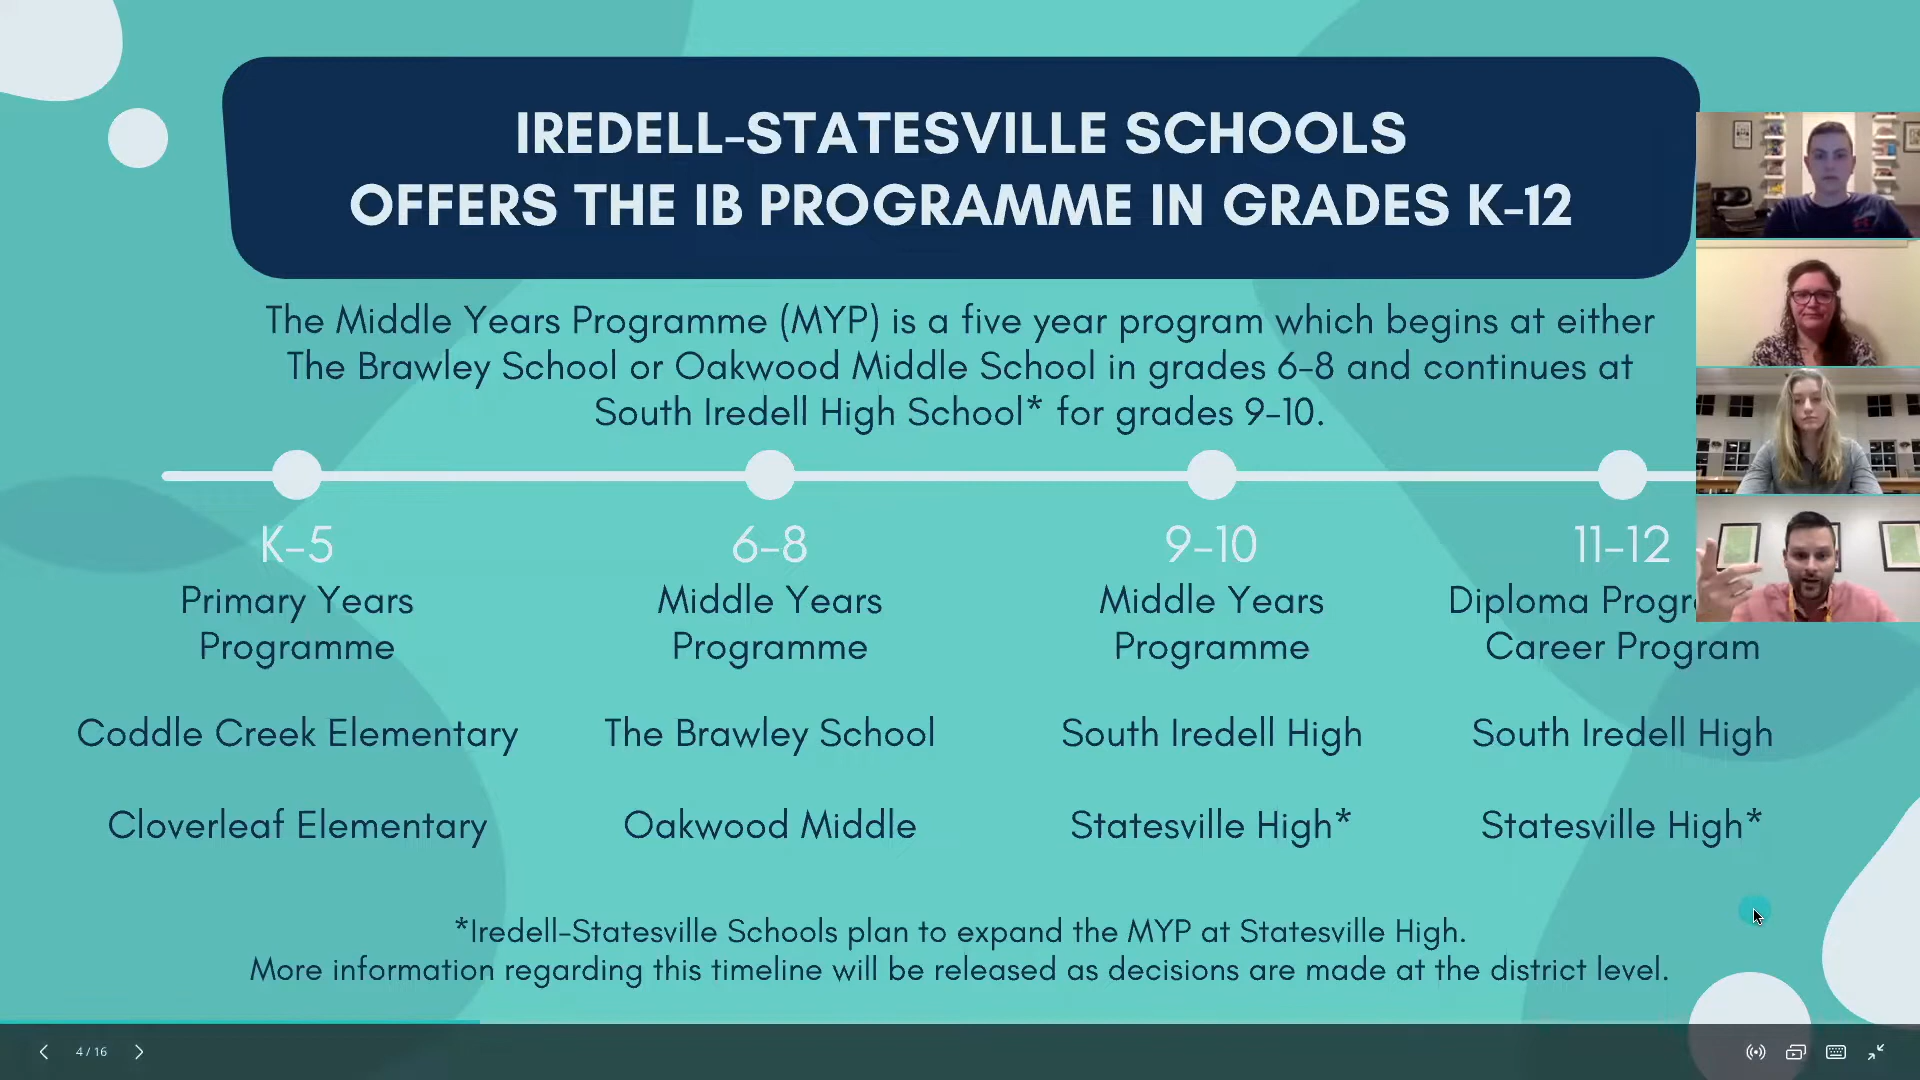 IREDELL-STATESVILLE SCHOOLS
OFFERS THE IB PROGRAMME IN GRADES K-12
The Middle Years Programme (MYP) is a five year program which begins at either
The Brawley School or Oakwood Middle School in grades 6-8 and continues at
South Iredell High School* for grades 9-10.
K-5
Primary Years
Programme
Coddle Creek Elementary
Cloverleaf Elementary
6-8
Middle Years
Programme
The Brawley School
Oakwood Middle
9-10
Middle Years
Programme
South Iredell High
Statesville High*
11-12
Diploma
Career Program
South Iredell High
Statesville High*
*Iredell-Statesville Schools plan to expand the MYP at Statesville High.
More information regarding this timeline will be released as decisions are made at the district level.
4 / 16